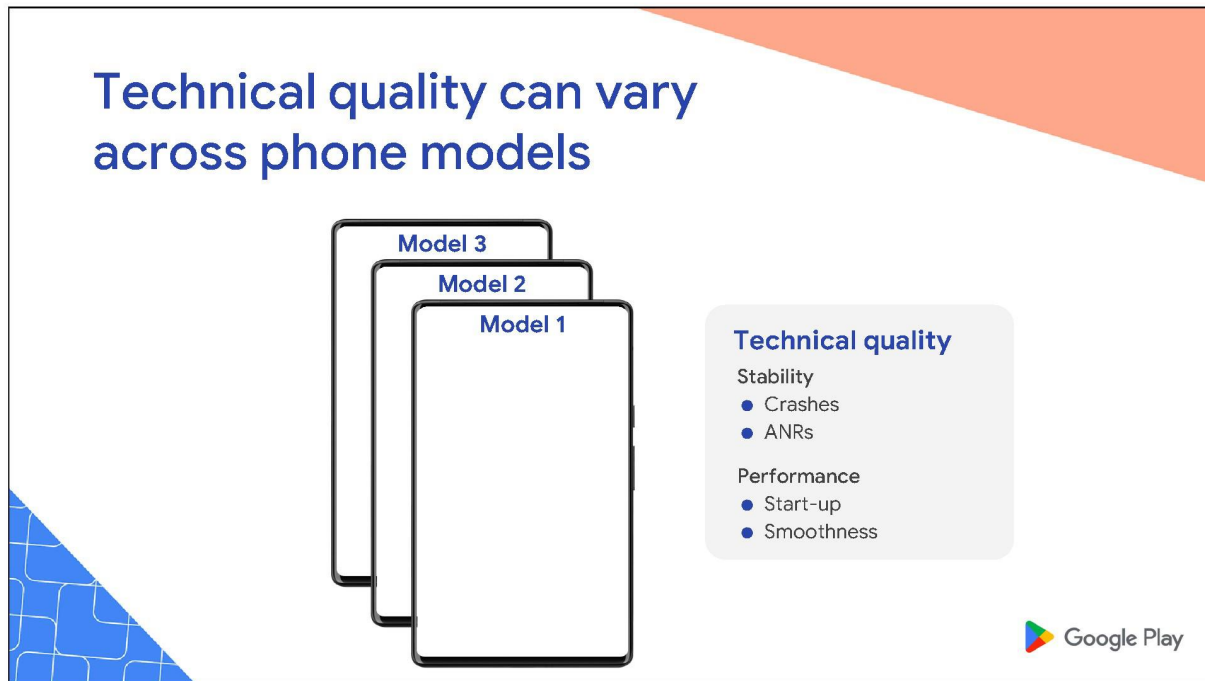 Technical quality can vary
across phone models
Model 3
Model 2
Model 1
Technical quality
Stability
● Crashes
● ANRs
Performance
● Start-up
● Smoothness
Google Play